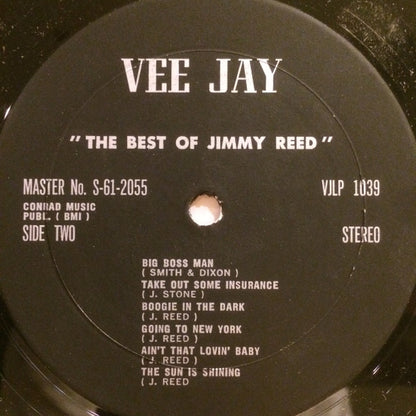 VEE JAY
"THE BEST OF JIMMY REED"
MASTER No. S-61-2055 VJLP 1039
CONRAD MUSIC
PUBL. ( BMI )
SIDE TWO STEREO
BIG BOSS MAN
( SMITH & DIXON )
TAKE OUT SOME INSURANCE
( J. STONE )
BOOGIE IN THE DARK
( J. REED )
GOING TO NEW YORK
( J. REED )
AIN'T THAT LOVIN' BABY
( J. REED )
THE SUN IS SHINING
( J. REED